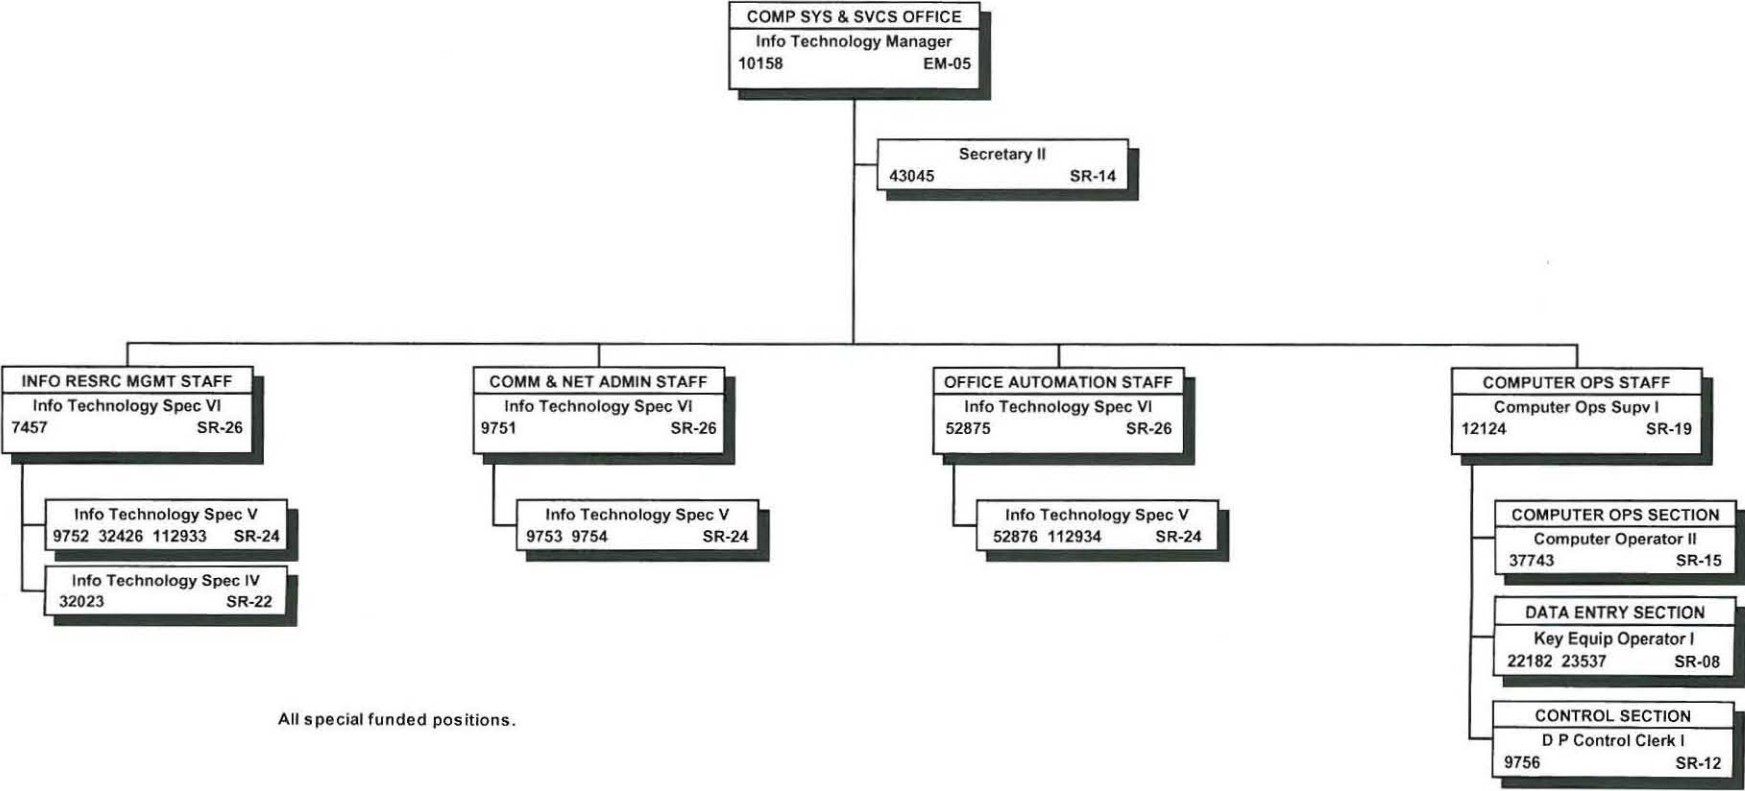 COMP SYS & SVCS OFFICE
Info Technology Manager
10158 EM-05
Secretary II
43045 SR-14
INFO RESRC MGMT STAFF
Info Technology Spec VI
7457 SR-26
Info Technology Spec V
9752 32426 112933 SR-24
Info Technology Spec IV
32023 SR-22
COMM & NET ADMIN STAFF
Info Technology Spec VI
9751 SR-26
Info Technology Spec V
9753 9754 SR-24
OFFICE AUTOMATION STAFF
Info Technology Spec VI
52875 SR-26
Info Technology Spec V
52876 112934 SR-24
COMPUTER OPS STAFF
Computer Ops Supv I
12124 SR-19
COMPUTER OPS SECTION
Computer Operator II
37743 SR-15
DATA ENTRY SECTION
Key Equip Operator I
22182 23537 SR-08
CONTROL SECTION
D P Control Clerk I
9756 SR-12
All special funded positions.